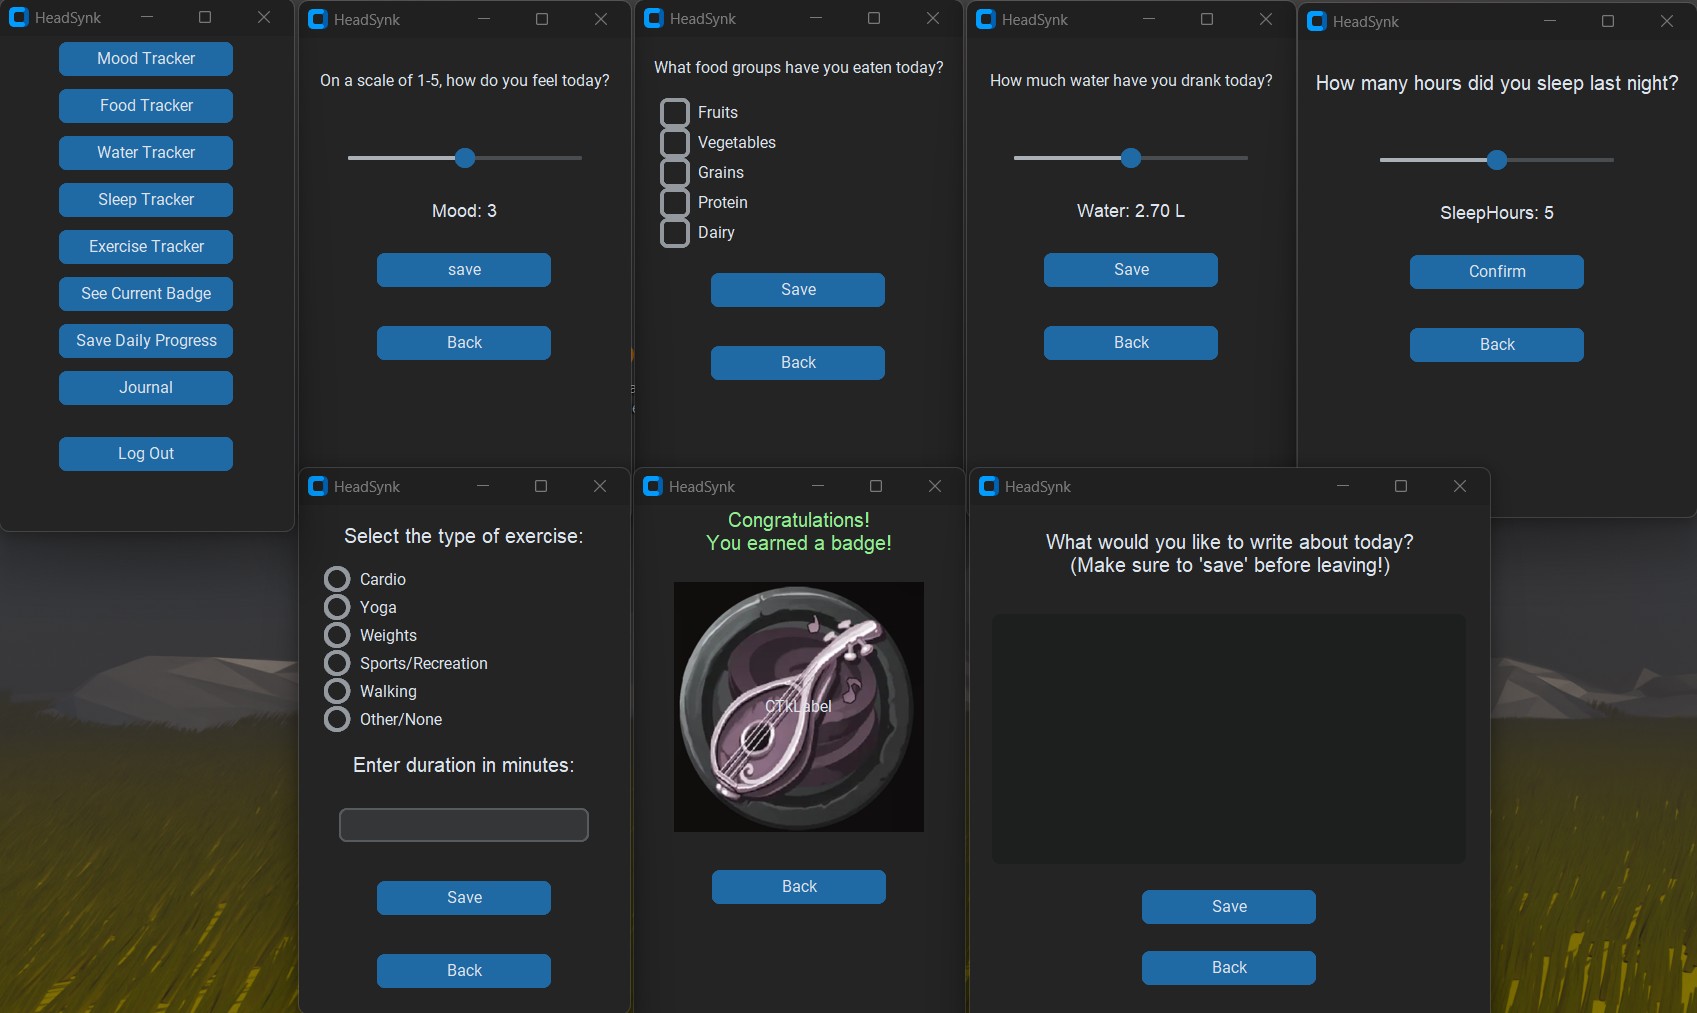 HeadSynk
Mood Tracker
Food Tracker
Water Tracker
Sleep Tracker
Exercise Tracker
See Current Badge
Save Daily Progress
Journal
Log Out
HeadSynk
On a scale of 1-5, how do you feel today?
Mood: 3
save
Back
HeadSynk
What food groups have you eaten today?
Fruits
Vegetables
Grains
Protein
Dairy
Save
Back
HeadSynk
How much water have you drank today?
Water: 2.70 L
Save
Back
HeadSynk
How many hours did you sleep last night?
SleepHours: 5
Confirm
Back
HeadSynk
Select the type of exercise:
Cardio
Yoga
Weights
Sports/Recreation
Walking
Other/None
Enter duration in minutes:
Save
Back
HeadSynk
Congratulations!
You earned a badge!
CTkLabel
Back
HeadSynk
What would you like to write about today?
(Make sure to 'save' before leaving!)
Save
Back